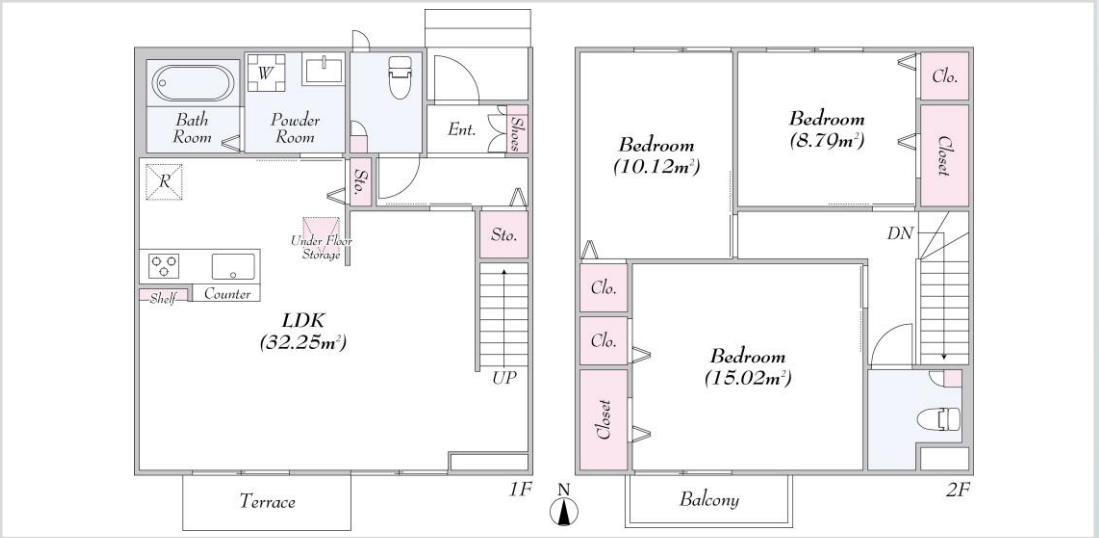 W
Bath
Room
Powder
Room
Ent.
Shoes
R
Sto.
Under Floor
Storage
Sto.
Shelf
Counter
LDK
(32.25m²)
UP
Terrace
1F
N
Bedroom
(10.12m²)
Bedroom
(8.79m²)
Clo.
Closet
DN
Clo.
Clo.
Closet
Bedroom
(15.02m²)
Balcony
2F